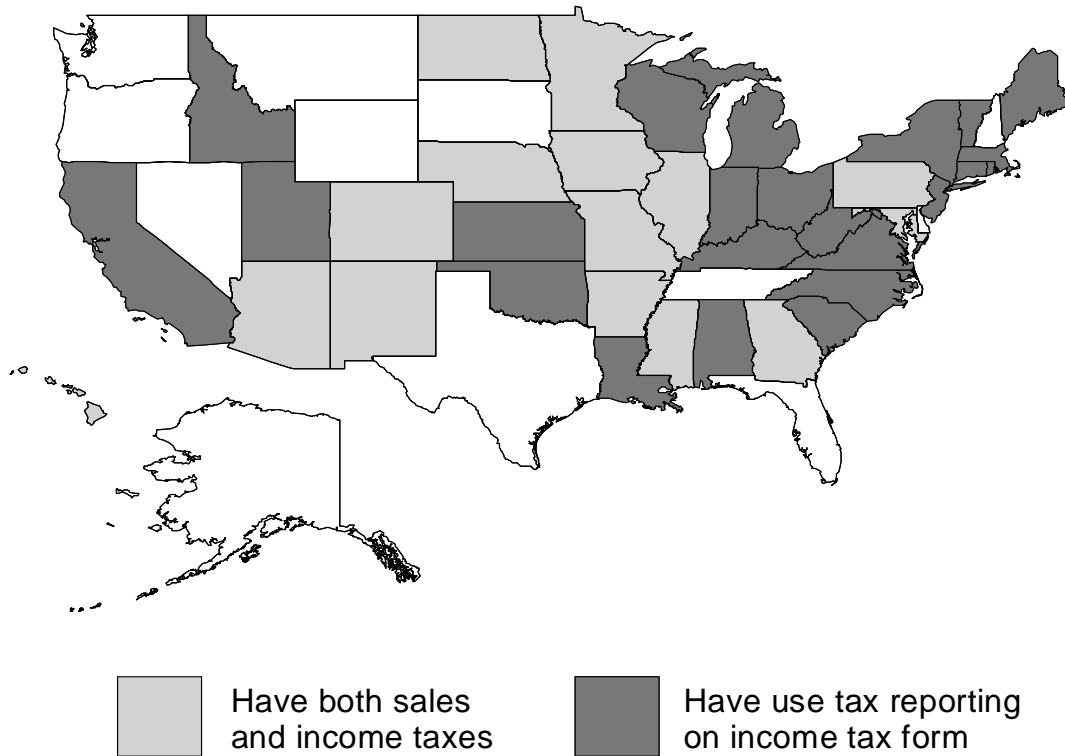 Have both sales
and income taxes
Have use tax reporting
on income tax form